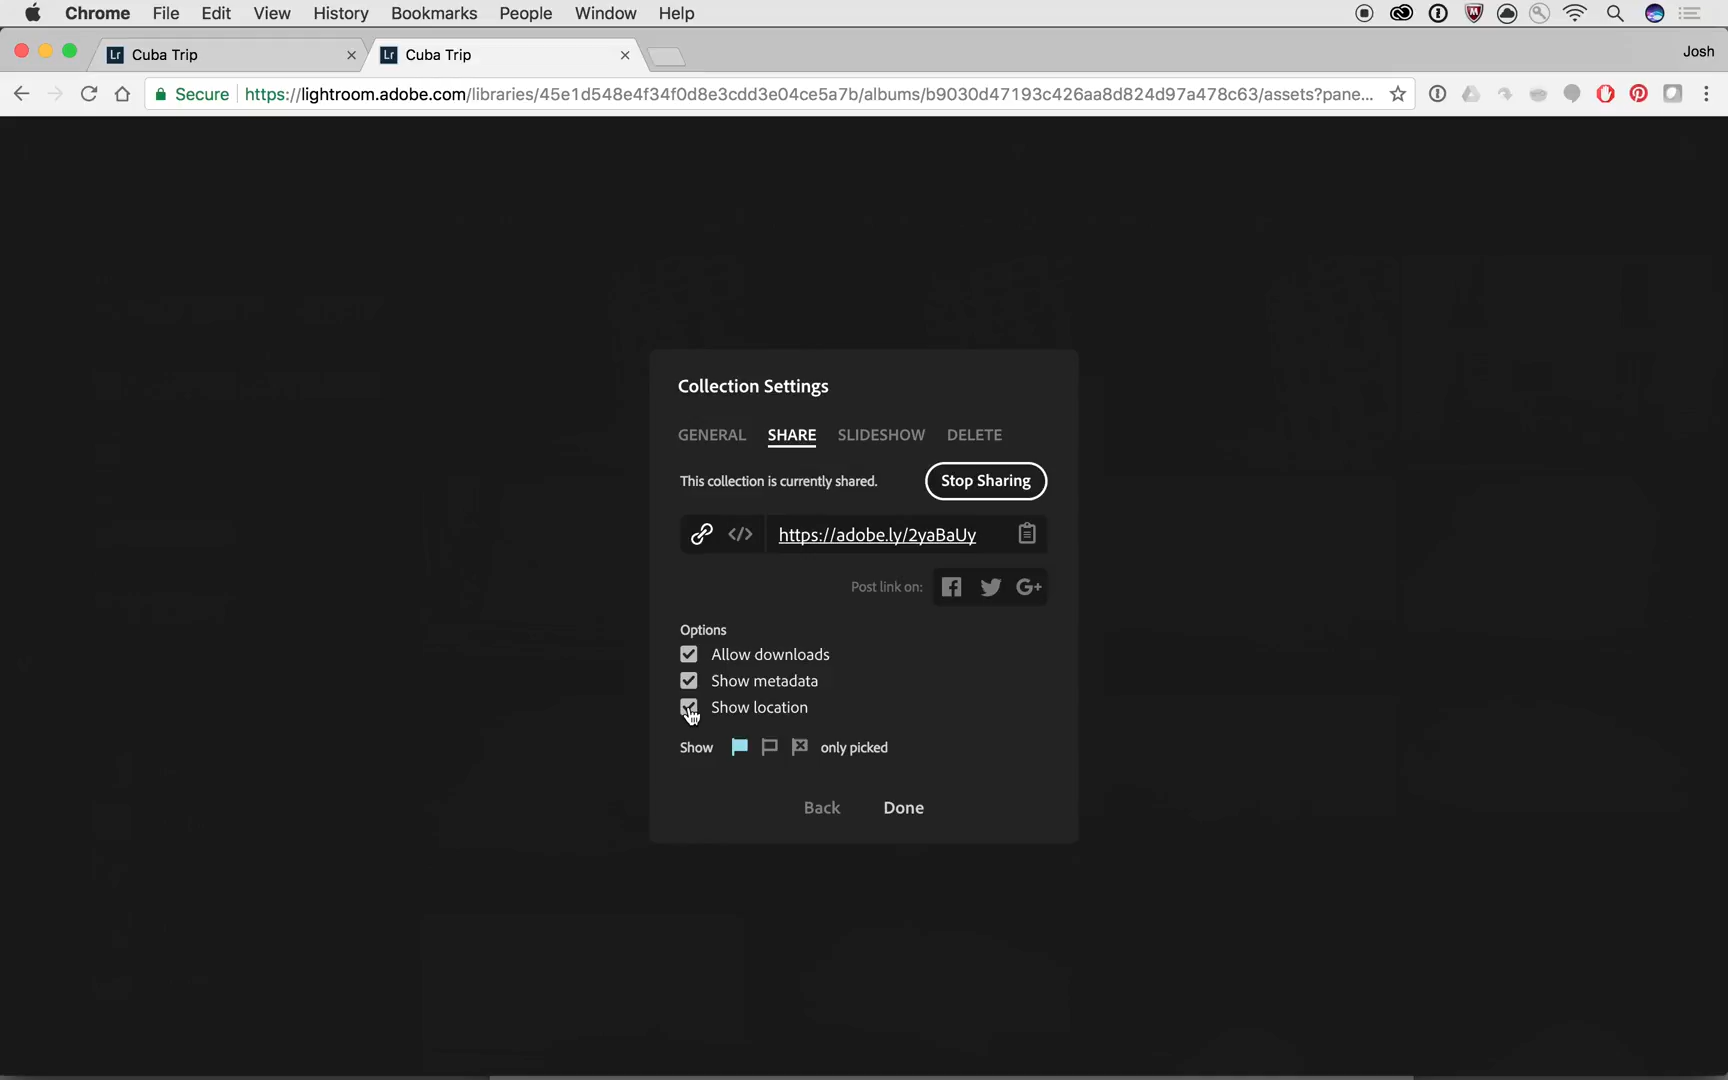 Chrome File Edit View History Bookmarks People Window Help
Lr Cuba Trip Lr Cuba Trip Josh
Secure https://lightroom.adobe.com/libraries/45e1d548e4f34f0d8e3cdd3e04ce5a7b/albums/b9030d47193c426aa8d824d97a478c63/assets?pane...
Collection Settings
GENERAL SHARE SLIDESHOW DELETE
This collection is currently shared. Stop Sharing
</> https://adobe.ly/2yaBaUy
Post link on: G+
Options
Allow downloads
Show metadata
Show location
Show only picked
Back Done